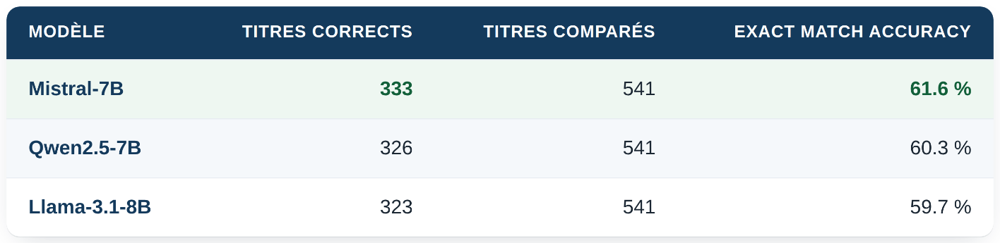 MODÈLE TITRES CORRECTS TITRES COMPARÉS EXACT MATCH ACCURACY
Mistral-7B 333 541 61.6 %
Qwen2.5-7B 326 541 60.3 %
Llama-3.1-8B 323 541 59.7 %